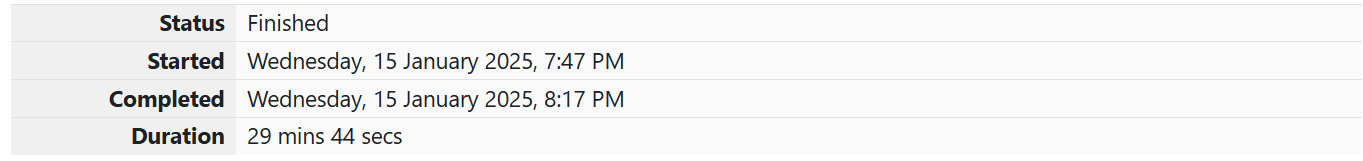 Status Finished
Started Wednesday, 15 January 2025, 7:47 PM
Completed Wednesday, 15 January 2025, 8:17 PM
Duration 29 mins 44 secs